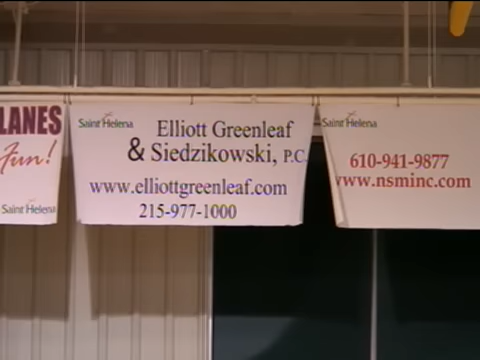 LANES
Fun!
Saint Helena
Saint Helena
Elliott Greenleaf
& Siedzikowski, P.C.
www.elliottgreenleaf.com
215-977-1000
Saint Helena
610-941-9877
www.nsminc.com